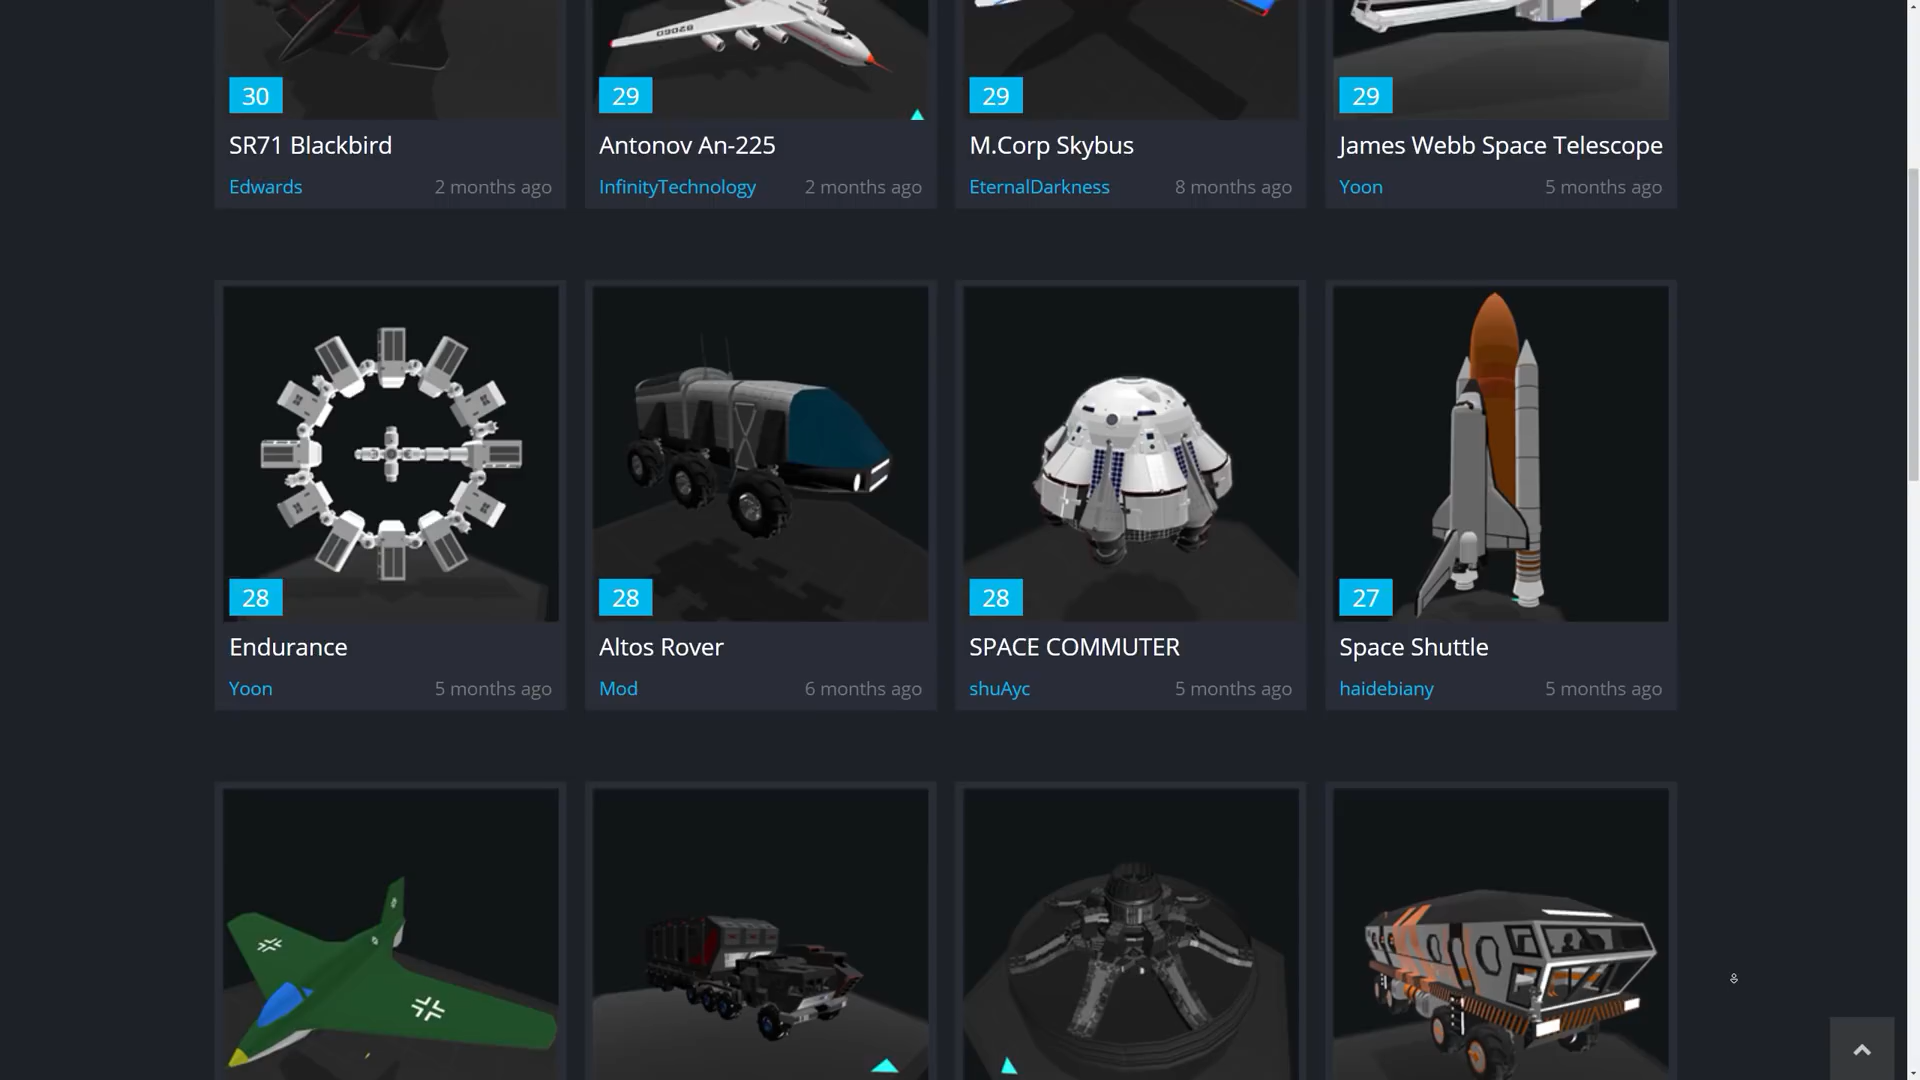 82060
30
29
29
29
SR71 Blackbird
Antonov An-225
M.Corp Skybus
James Webb Space Telescope
Edwards 2 months ago
InfinityTechnology 2 months ago
EternalDarkness 8 months ago
Yoon 5 months ago
28
28
28
27
Endurance
Altos Rover
SPACE COMMUTER
Space Shuttle
Yoon 5 months ago
Mod 6 months ago
shuAyc 5 months ago
haidebiany 5 months ago